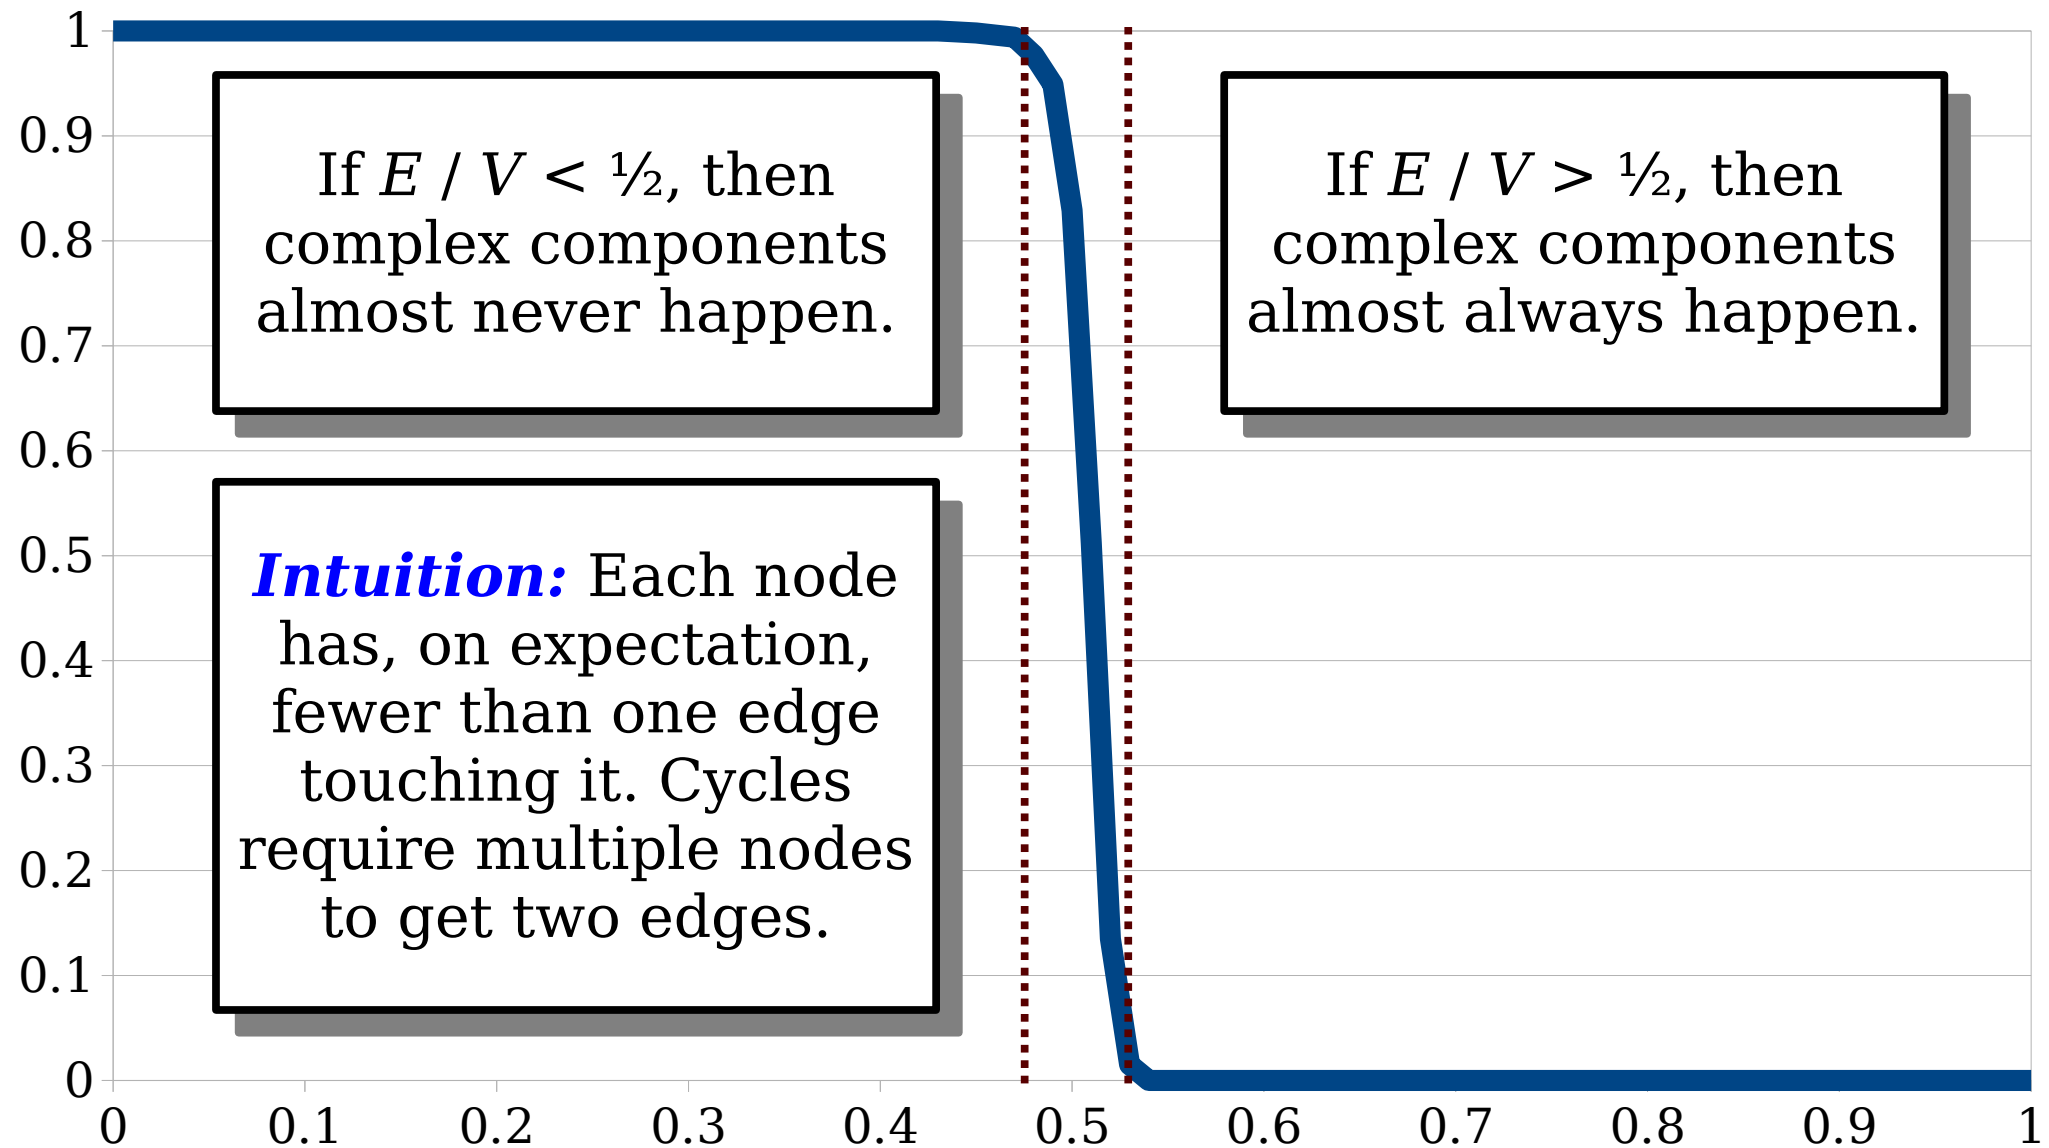 1
0.9
0.8
0.7
0.6
0.5
0.4
0.3
0.2
0.1
0
If E / V < ½, then
complex components
almost never happen.
If E / V > ½, then
complex components
almost always happen.
Intuition: Each node
has, on expectation,
fewer than one edge
touching it. Cycles
require multiple nodes
to get two edges.
0 0.1 0.2 0.3 0.4 0.5 0.6 0.7 0.8 0.9 1